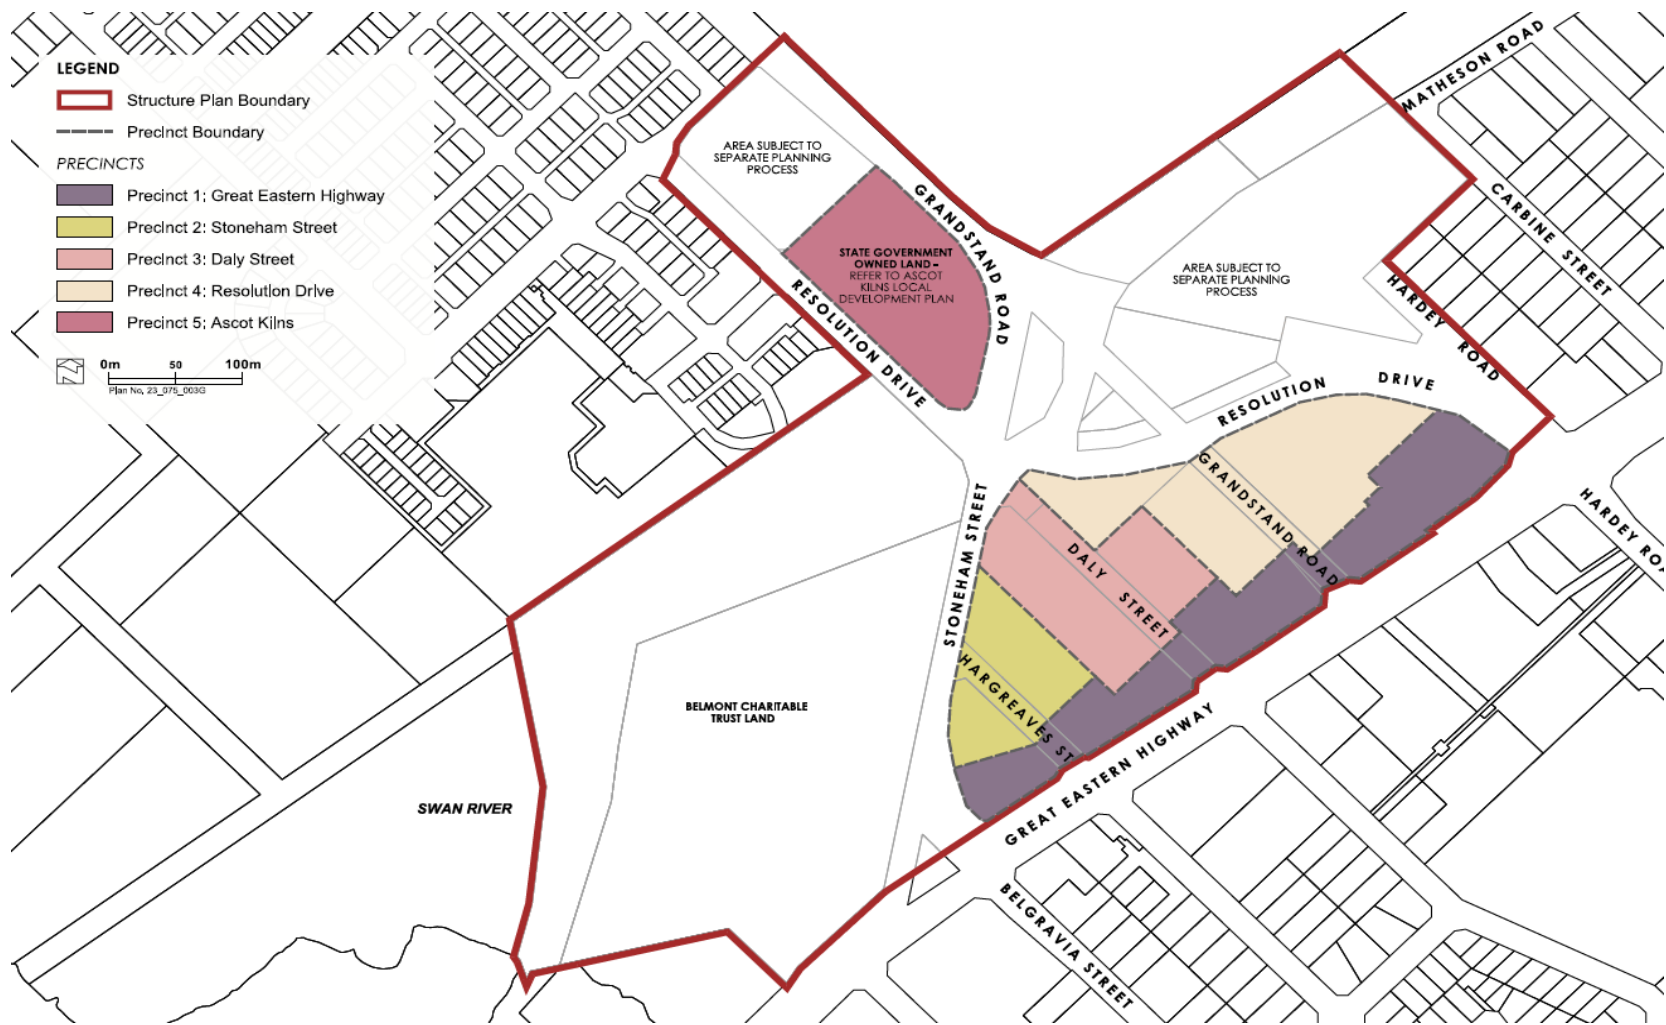 LEGEND
Structure Plan Boundary
Precinct Boundary
PRECINCTS
Precinct 1: Great Eastern Highway
Precinct 2: Stoneham Street
Precinct 3: Daly Street
Precinct 4: Resolution Drive
Precinct 5: Ascot Kilns
0m 50 100m
Plan No. 23_075_003G
AREA SUBJECT TO
SEPARATE PLANNING
PROCESS
STATE GOVERNMENT
OWNED LAND –
REFER TO ASCOT
KILNS LOCAL
DEVELOPMENT PLAN
GRANDSTAND ROAD
RESOLUTION DRIVE
AREA SUBJECT TO
SEPARATE PLANNING
PROCESS
MATHESON ROAD
CARBINE STREET
HARDEY ROAD
RESOLUTION DRIVE
GRANDSTAND ROAD
DALY STREET
STONEHAM STREET
HARGREAVES ST
HARDEY ROA
GREAT EASTERN HIGHWAY
BELGRAVIA STREET
BELMONT CHARITABLE
TRUST LAND
SWAN RIVER